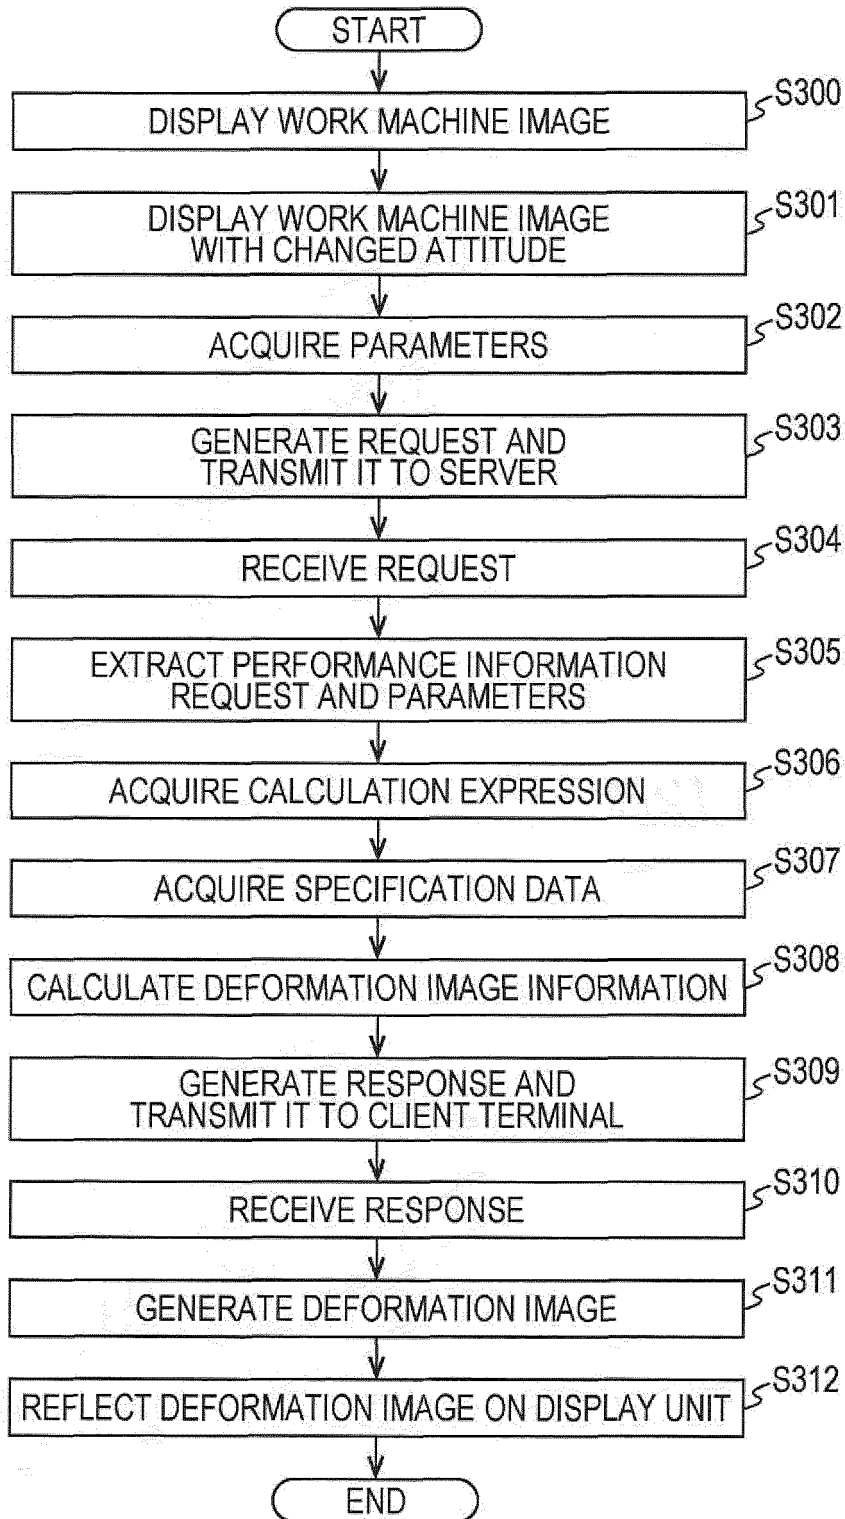 START
S300
DISPLAY WORK MACHINE IMAGE
S301
DISPLAY WORK MACHINE IMAGE
WITH CHANGED ATTITUDE
S302
ACQUIRE PARAMETERS
S303
GENERATE REQUEST AND
TRANSMIT IT TO SERVER
S304
RECEIVE REQUEST
S305
EXTRACT PERFORMANCE INFORMATION
REQUEST AND PARAMETERS
S306
ACQUIRE CALCULATION EXPRESSION
S307
ACQUIRE SPECIFICATION DATA
S308
CALCULATE DEFORMATION IMAGE INFORMATION
S309
GENERATE RESPONSE AND
TRANSMIT IT TO CLIENT TERMINAL
S310
RECEIVE RESPONSE
S311
GENERATE DEFORMATION IMAGE
S312
REFLECT DEFORMATION IMAGE ON DISPLAY UNIT
END